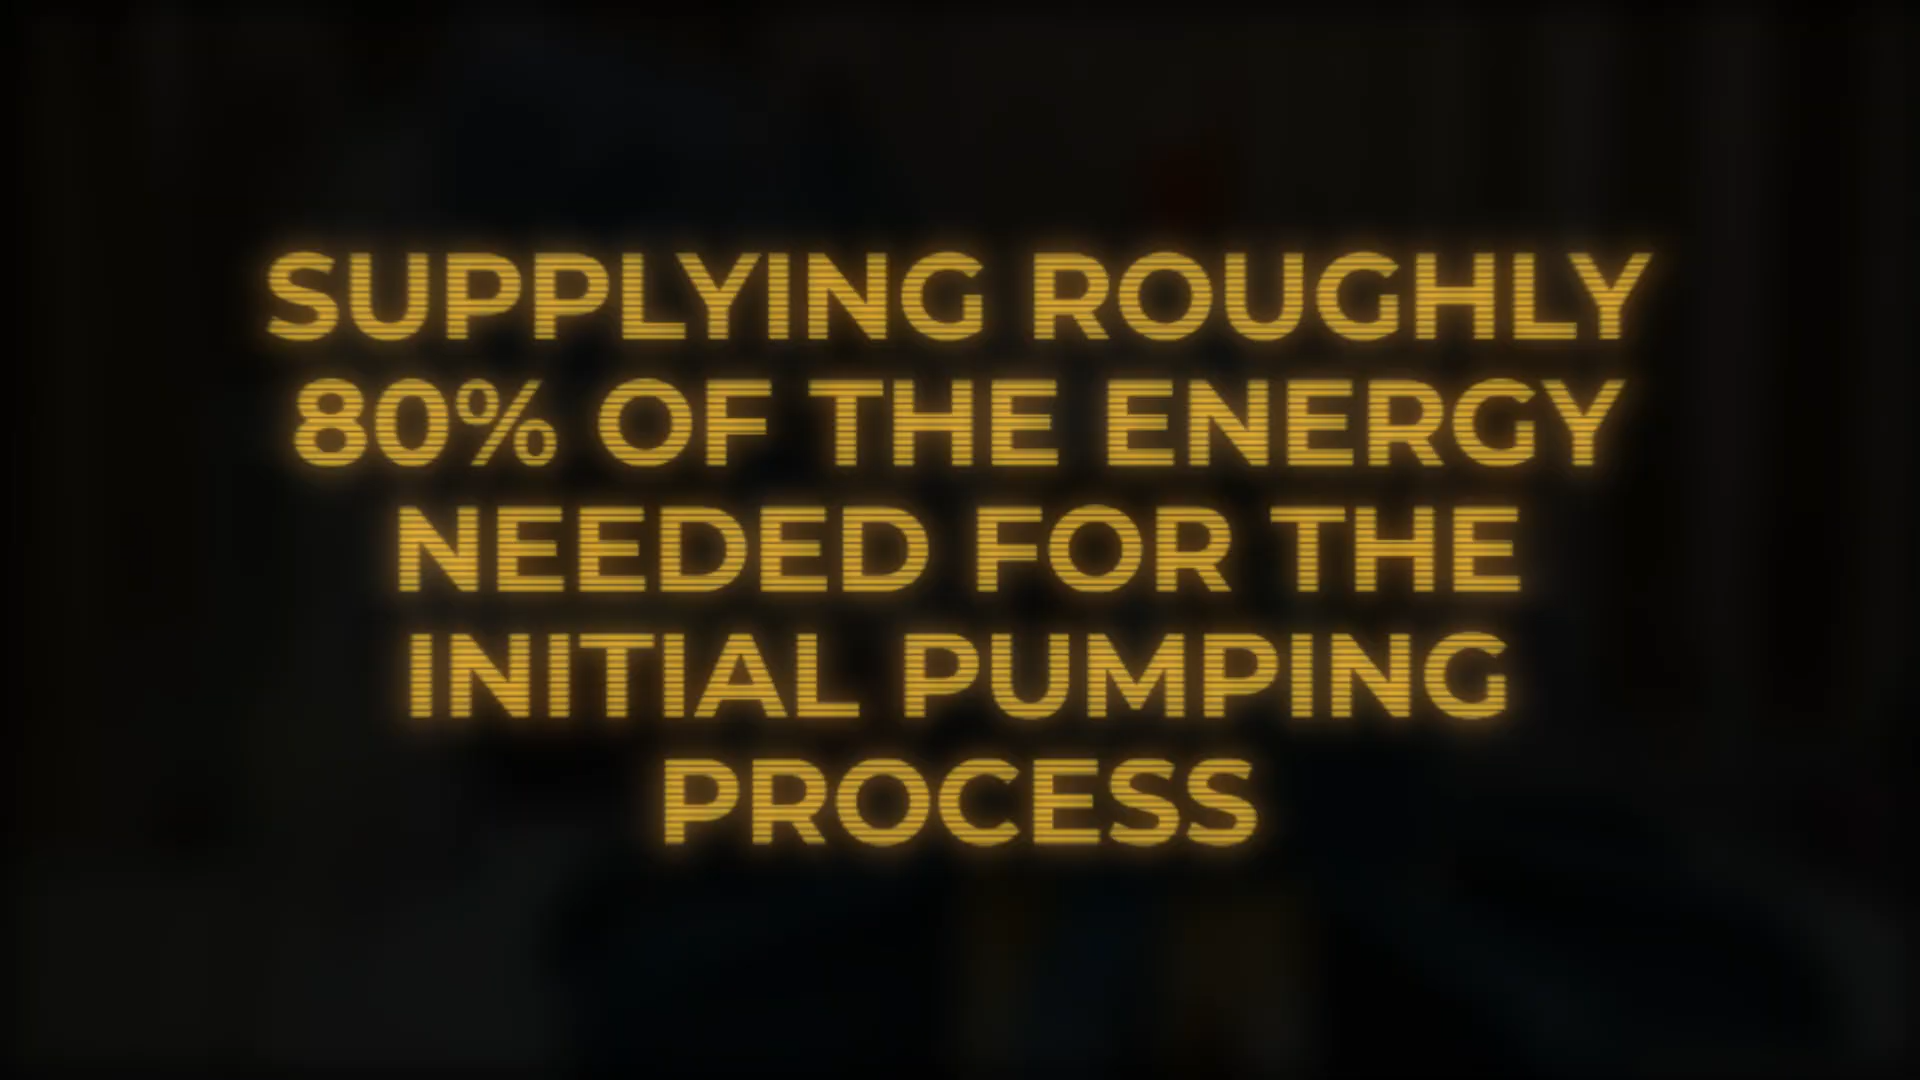 SUPPLYING ROUGHLY
80% OF THE ENERGY
NEEDED FOR THE
INITIAL PUMPING
PROCESS